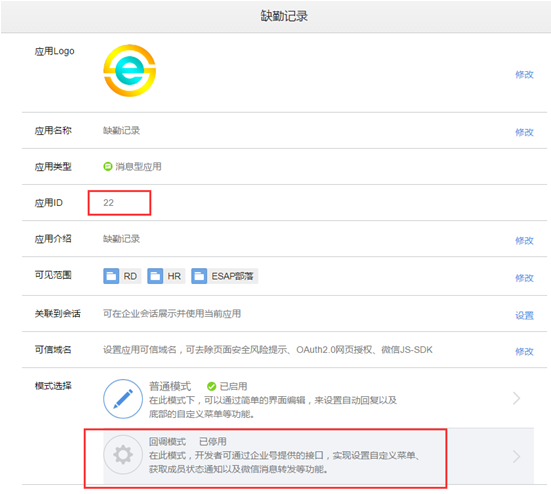 缺勤记录
应用Logo
修改
应用名称 缺勤记录 修改
应用类型 消息型应用
应用ID 22
应用介绍 缺勤记录 修改
可见范围 RD HR ESAP部落 修改
关联到会话 可在企业会话展示并使用当前应用 设置
可信域名 设置应用可信域名，可去除页面安全风险提示、OAuth2.0网页授权、微信JS-SDK 修改
模式选择 普通模式 已启用
在此模式下，可以通过简单的界面编辑，来设置自动回复以及
底部的自定义菜单等功能。
回调模式 已停用
在此模式，开发者可通过企业号提供的接口，实现设置自定义菜单、
获取成员状态通知以及微信消息转发等功能。